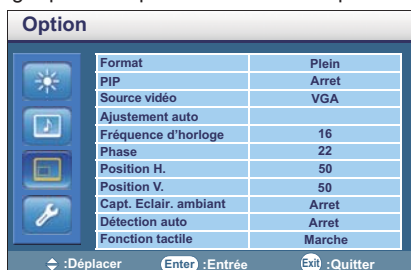 Option
Format Plein
PIP Arret
Source vidéo VGA
Ajustement auto
Fréquence d'horloge 16
Phase 22
Position H. 50
Position V. 50
Capt. Eclair. ambiant Arret
Détection auto Arret
Fonction tactile Marche
:Déplacer Enter :Entrée Exit :Quitter